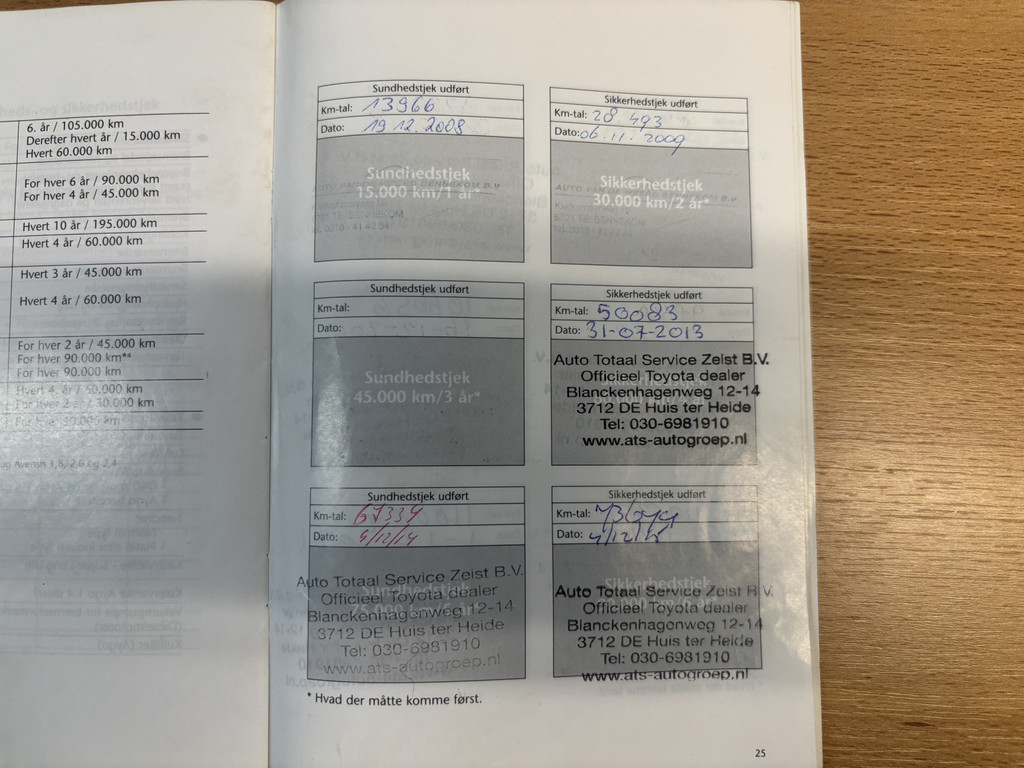 6. år / 105.000 km
Derefter hvert år / 15.000 km
Hvert 60.000 km
For hver 6 år / 90.000 km
For hver 4 år / 45.000 km
Hvert 10 år / 195.000 km
Hvert 4 år / 60.000 km
Hvert 3 år / 45.000 km
Hvert 4 år / 60.000 km
For hver 2 år / 45.000 km
For hver 90.000 km*⁴
For hver 90.000 km
Sundhedstjek udført
Km-tal: 13966
Dato: 19 12. 2008
Sundhedstjek
15.000 km/1 år*
Sikkerhedstjek udført
Km-tal: 28 493
Dato: 06.11.2009
Sikkerhedstjek
30.000 km/2 år*
Sundhedstjek udført
Km-tal:
Dato:
Sundhedstjek
45.000 km/3 år*
Sikkerhedstjek udført
Km-tal: 50083
Dato: 31-07-2013
Auto Totaal Service Zeist B.V.
Officieel Toyota dealer
Blanckenhagenweg 12-14
3712 DE Huis ter Heide
Tel: 030-6981910
www.ats-autogroep.nl
Sundhedstjek udført
Km-tal: 67334
Dato: /12/14
Auto Totaal Service Zeist B.V.
Officieel Toyota dealer
Blanckenhagenweg 12-14
3712 DE Huis ter Heide
Tel: 030-6981910
www.ats-autogroep.nl
Sikkerhedstjek udført
Km-tal:
Dato:
Sikkerhedstjek
Auto Totaal Service Zeist B.V.
Officieel Toyota dealer
Blanckenhagenweg 12-14
3712 DE Huis ter Heide
Tel: 030-6981910
www.ats-autogroep.nl
* Hvad der måtte komme først.
25